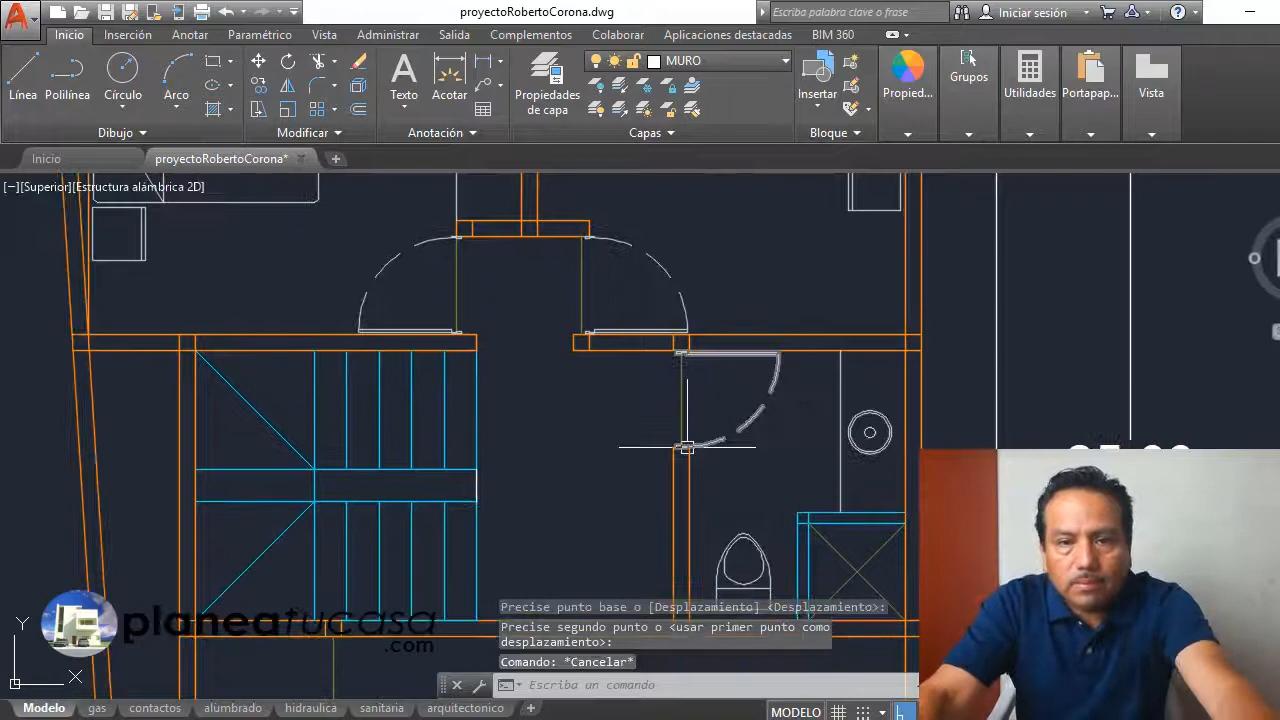 A
proyectoRobertoCorona.dwg
Escriba palabra clave o frase
Iniciar sesión
?
Inicio
Inserción
Anotar
Paramétrico
Vista
Administrar
Salida
Complementos
Colaborar
Aplicaciones destacadas
BIM 360
Línea
Polilínea
Círculo
Arco
Texto
Acotar
Propiedades
de capa
MURO
Insertar
Propied...
Grupos
Utilidades
Portapap...
Vista
Dibujo
Modificar
Anotación
Capas
Bloque
Inicio
proyectoRobertoCorona*
[−][Superior][Estructura alámbrica 2D]
planeatucasa
.com
Y
X
Precise punto base o [Desplazamiento] <Desplazamiento>:
Precise segundo punto o <usar primer punto como
desplazamiento>:
Comando: *Cancelar*
Escriba un comando
Modelo
gas
contactos
alumbrado
hidraulica
sanitaria
arquitectonico
MODELO